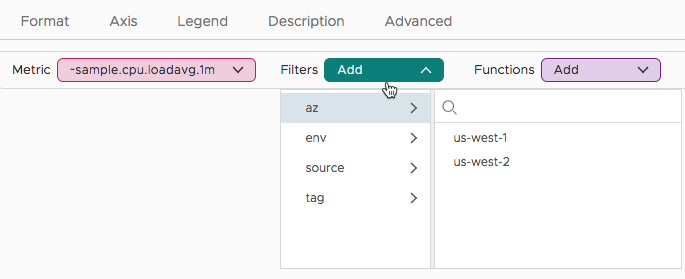 Format Axis Legend Description Advanced
Metric ~sample.cpu.loadavg.1m Filters Add Functions Add
az
env
source
tag
us-west-1
us-west-2